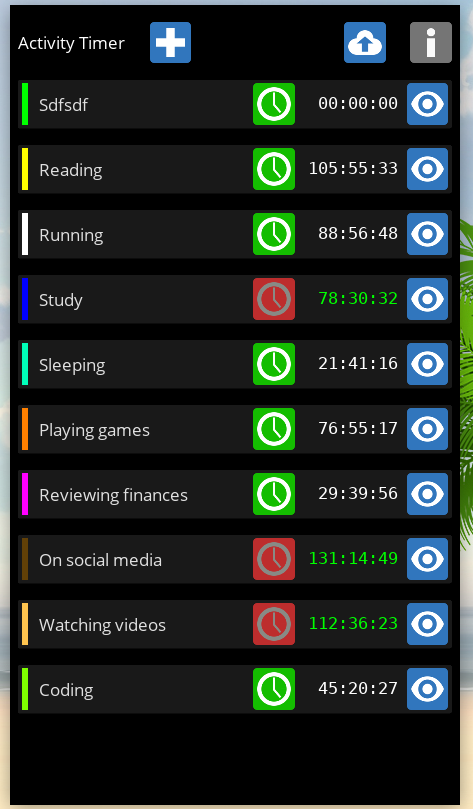 Activity Timer
Sdfsdf 00:00:00
Reading 105:55:33
Running 88:56:48
Study 78:30:32
Sleeping 21:41:16
Playing games 76:55:17
Reviewing finances 29:39:56
On social media 131:14:49
Watching videos 112:36:23
Coding 45:20:27